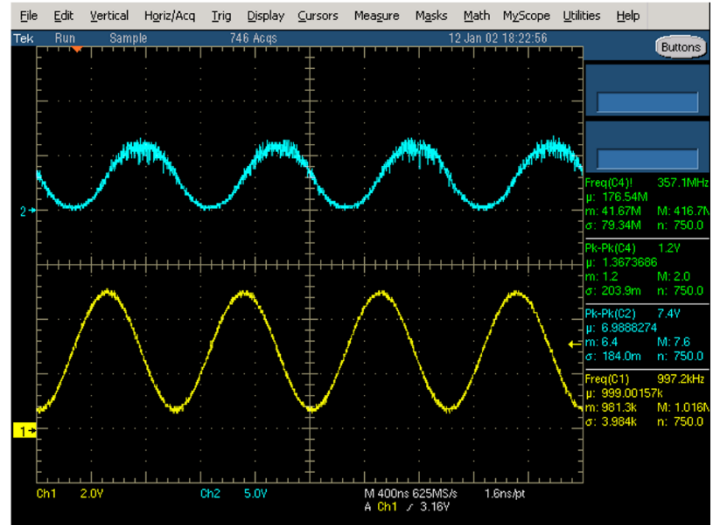 File Edit Vertical Horiz/Acq Trig Display Cursors Measure Masks Math MyScope Utilities Help
Tek Run Sample 746 Acqs 12 Jan 02 18:22:56
Buttons
Freq(C4)! 357.1MHz
µ: 176.54M
m: 41.67M M: 416.7M
σ: 79.34M n: 750.0
Pk-Pk(C4) 1.2V
µ: 1.3673686
m: 1.2 M: 2.0
σ: 203.9m n: 750.0
2
Pk-Pk(C2) 7.4V
µ: 6.9888274
m: 6.4 M: 7.6
σ: 184.0m n: 750.0
Freq(C1) 997.2kHz
µ: 999.00157k
m: 981.3k M: 1.016M
σ: 3.984k n: 750.0
1
Ch1 2.0V Ch2 5.0V M 400ns 625MS/s 1.6ns/pt
A Ch1 ⁄ 3.16V